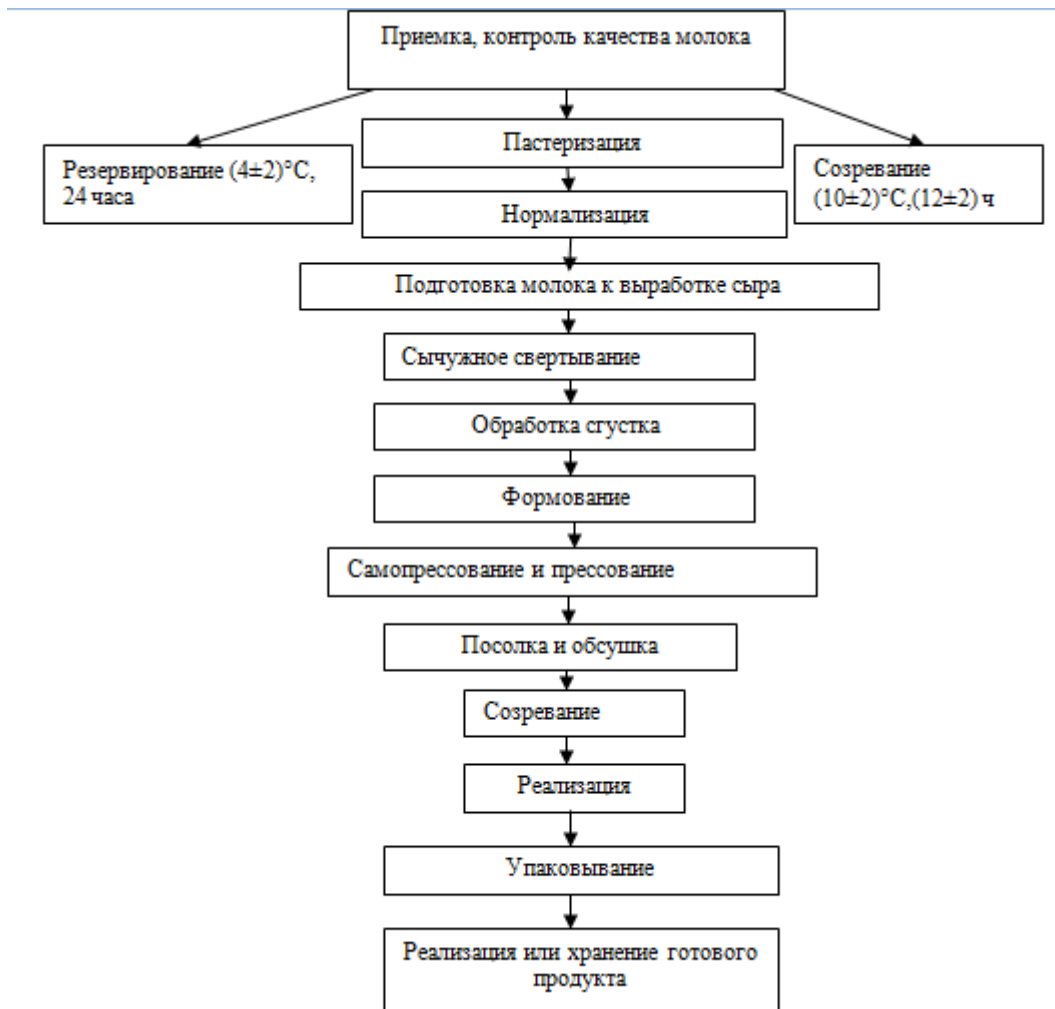 Приемка, контроль качества молока
Резервирование (4±2)°С,
24 часа
Пастеризация
Созревание
(10±2)°С,(12±2) ч
Нормализация
Подготовка молока к выработке сыра
Сычужное свертывание
Обработка сгустка
Формование
Самопрессование и прессование
Посолка и обсушка
Созревание
Реализация
Упаковывание
Реализация или хранение готового
продукта